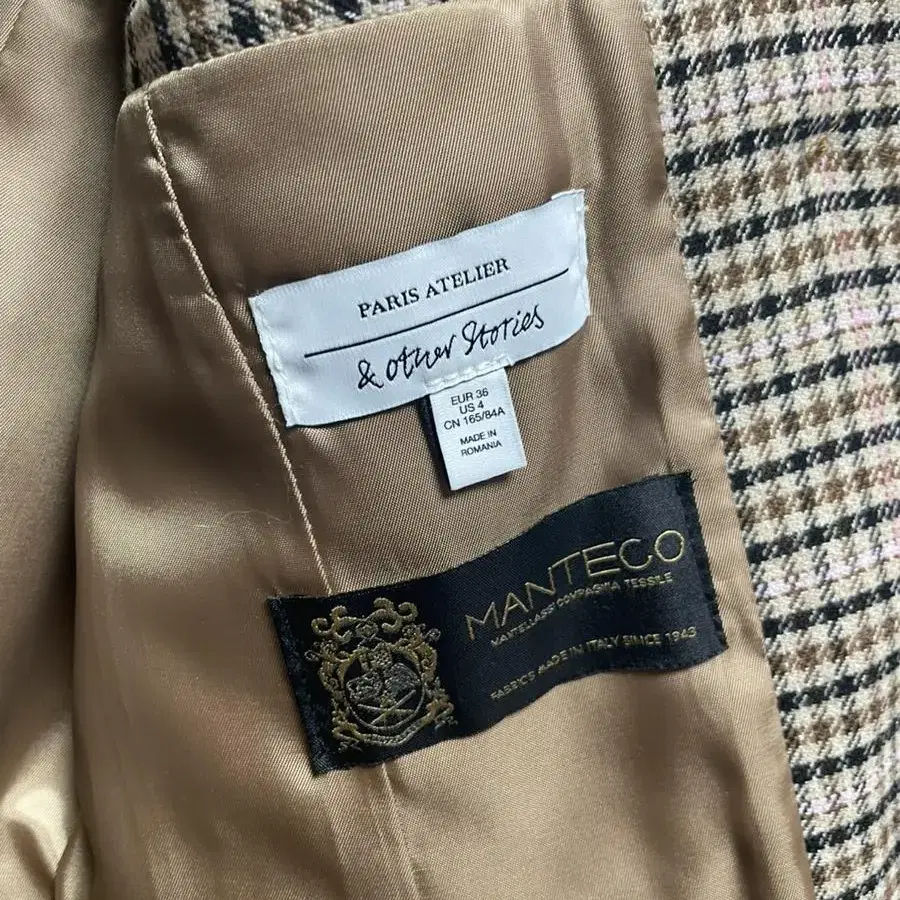 PARIS ATELIER
& other Stories
EUR 36
US 4
CN 165/84A
MADE IN
ROMANIA
MANTECO
MANTELLASSI COMPAGNIA TESSILE
FABRICS MADE IN ITALY SINCE 1943